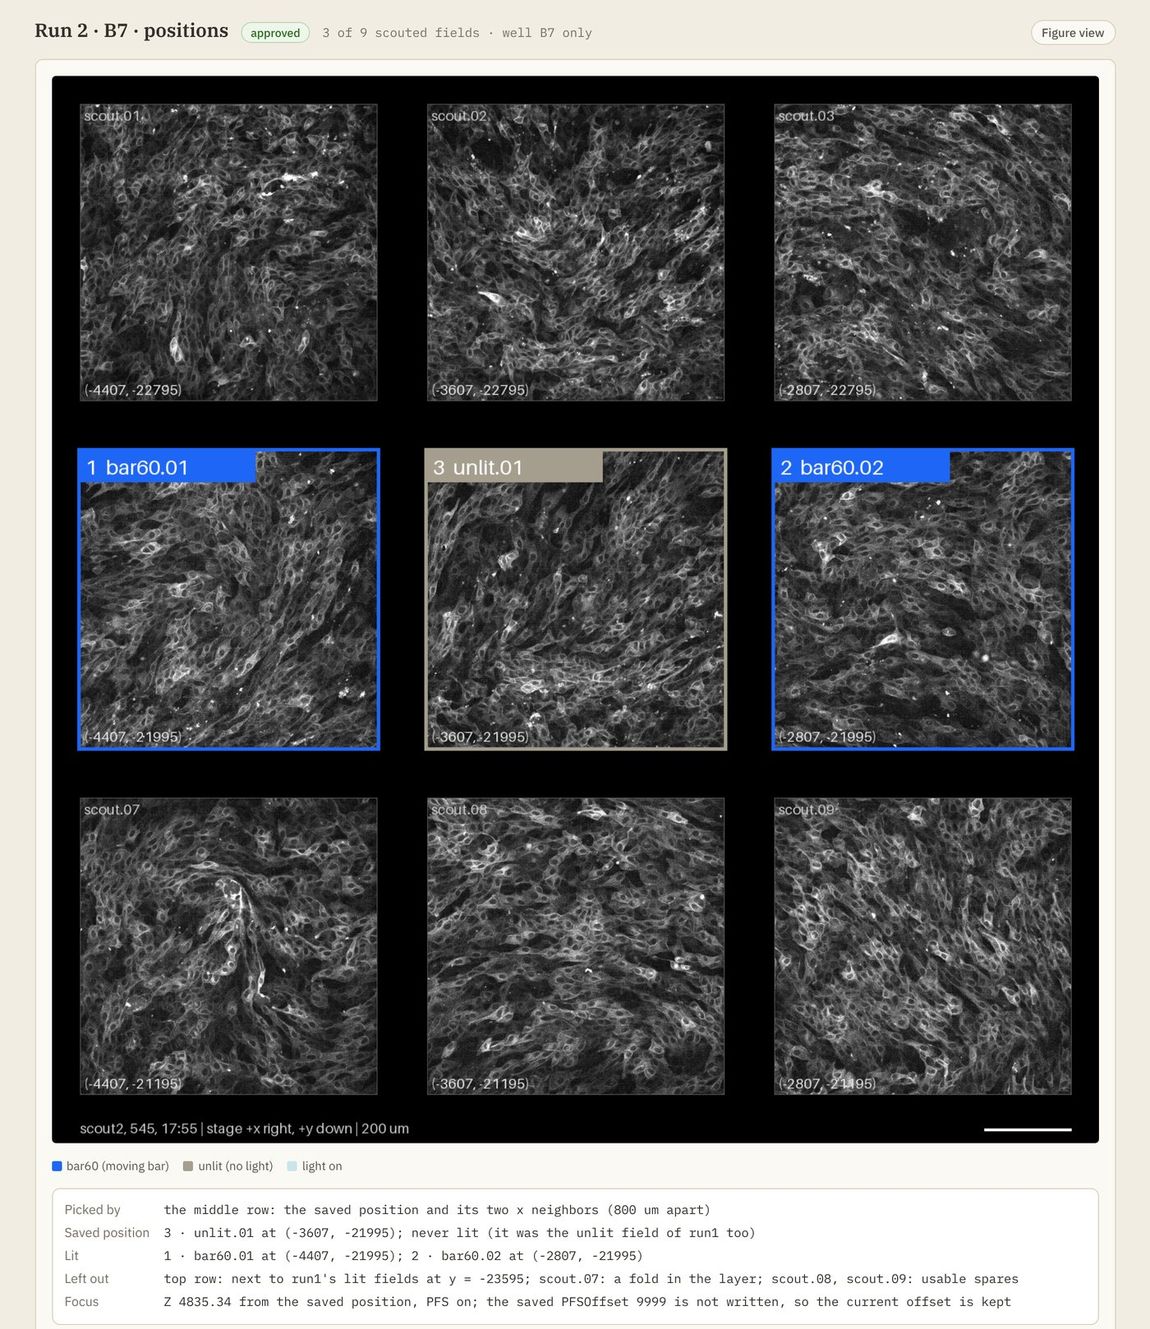 Run 2 · B7 · positions approved 3 of 9 scouted fields · well B7 only Figure view
scout.01 scout.02 scout.03
(-4407, -22795) (-3607, -22795) (-2807, -22795)
1 bar60.01 3 unlit.01 2 bar60.02
(-4407, -21995) (-3607, -21995) (-2807, -21995)
scout.07 scout.08 scout.09
(-4407, -21195) (-3607, -21195) (-2807, -21195)
scout2, 545, 17:55 | stage +x right, +y down | 200 um
bar60 (moving bar) unlit (no light) light on
Picked by the middle row: the saved position and its two x neighbors (800 um apart)
Saved position 3 · unlit.01 at (-3607, -21995); never lit (it was the unlit field of run1 too)
Lit 1 · bar60.01 at (-4407, -21995); 2 · bar60.02 at (-2807, -21995)
Left out top row: next to run1's lit fields at y = -23595; scout.07: a fold in the layer; scout.08, scout.09: usable spares
Focus Z 4835.34 from the saved position, PFS on; the saved PFSOffset 9999 is not written, so the current offset is kept